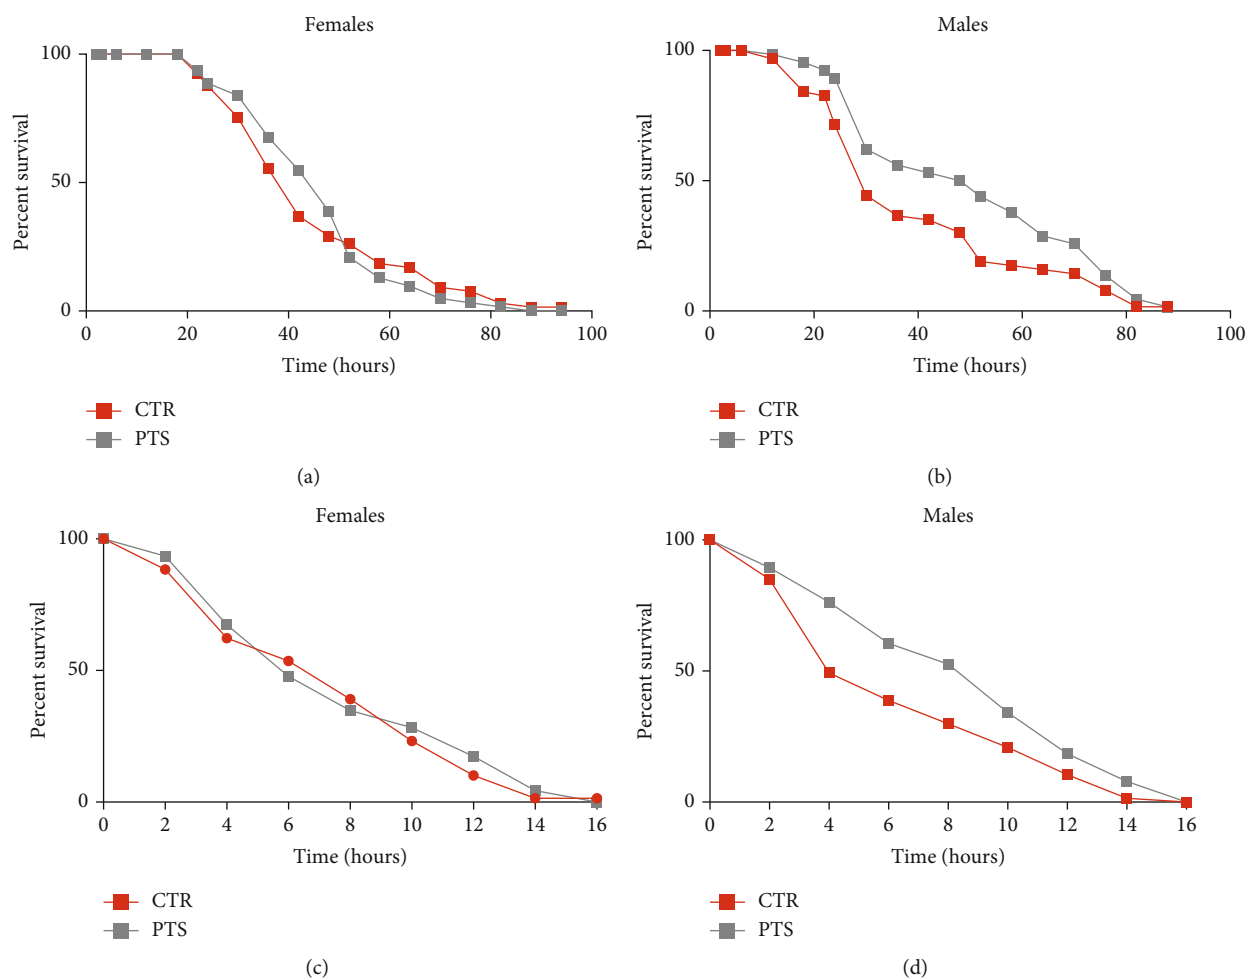 Females
Percent survival
100
50
0
0 20 40 60 80 100
Time (hours)
CTR
PTS
(a)
Males
Percent survival
100
50
0
0 20 40 60 80 100
Time (hours)
CTR
PTS
(b)
Females
Percent survival
100
50
0
0 2 4 6 8 10 12 14 16
Time (hours)
CTR
PTS
(c)
Males
Percent survival
100
50
0
0 2 4 6 8 10 12 14 16
Time (hours)
CTR
PTS
(d)